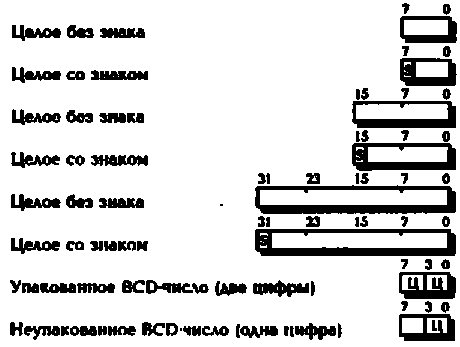 7 0
Целое без знака
7 0
Целое со знаком S
15 7 0
Целое без знака
15 7 0
Целое со знаком S
31 23 15 7 0
Целое без знака
31 23 15 7 0
Целое со знаком S
7 3 0
Упакованное BCD-число (две цифры) Ц Ц
7 3 0
Неупакованное BCD-число (одна цифра) Ц